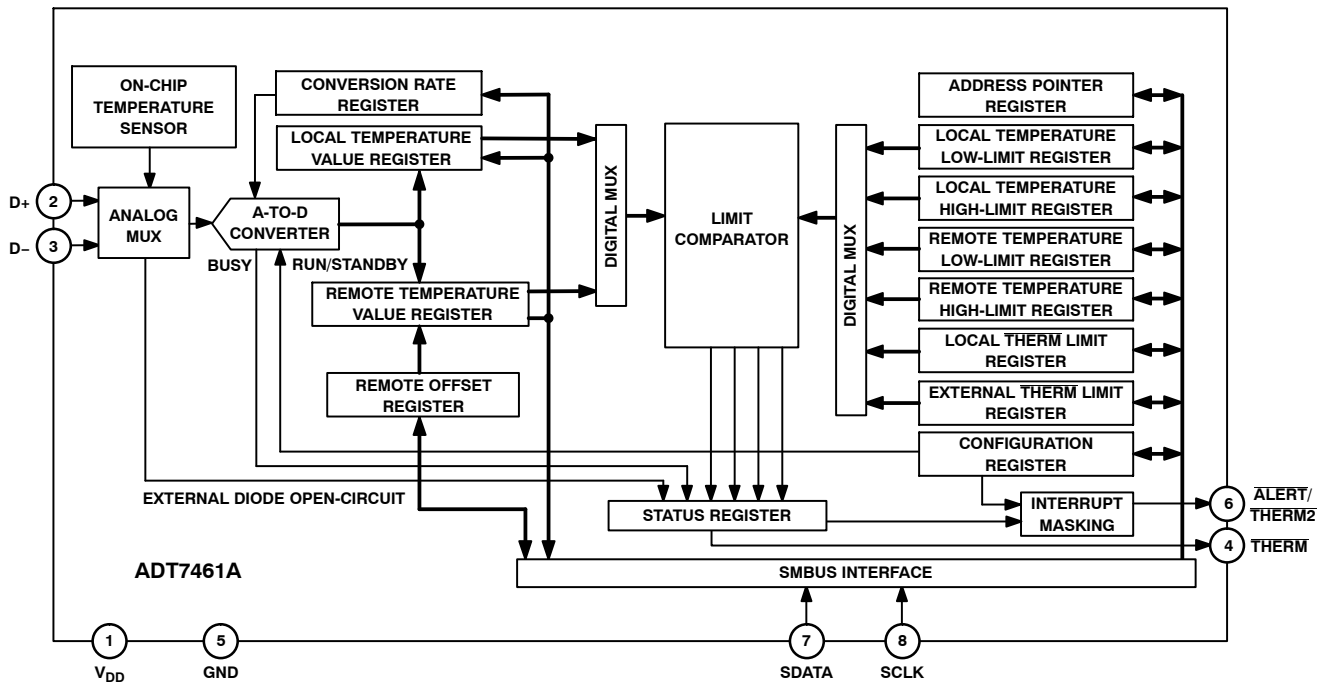 ON-CHIP
TEMPERATURE
SENSOR
CONVERSION RATE
REGISTER
LOCAL TEMPERATURE
VALUE REGISTER
D+
2
D−
3
ANALOG
MUX
A-TO-D
CONVERTER
BUSY
RUN/STANDBY
REMOTE TEMPERATURE
VALUE REGISTER
REMOTE OFFSET
REGISTER
DIGITAL MUX
LIMIT
COMPARATOR
DIGITAL MUX
ADDRESS POINTER
REGISTER
LOCAL TEMPERATURE
LOW-LIMIT REGISTER
LOCAL TEMPERATURE
HIGH-LIMIT REGISTER
REMOTE TEMPERATURE
LOW-LIMIT REGISTER
REMOTE TEMPERATURE
HIGH-LIMIT REGISTER
LOCAL THERM LIMIT
REGISTER
EXTERNAL THERM LIMIT
REGISTER
CONFIGURATION
REGISTER
EXTERNAL DIODE OPEN-CIRCUIT
STATUS REGISTER
INTERRUPT
MASKING
6
ALERT/
THERM2
4
THERM
ADT7461A
SMBUS INTERFACE
1
VDD
5
GND
7
SDATA
8
SCLK